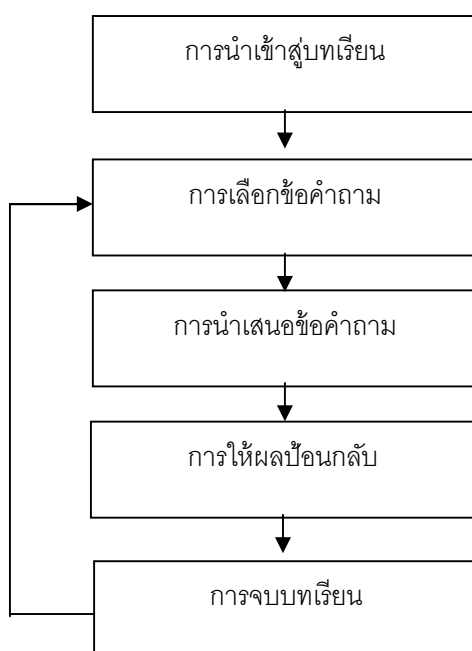 การนำเข้าสู่บทเรียน
การเลือกข้อคำถาม
การนำเสนอข้อคำถาม
การให้ผลป้อนกลับ
การจบบทเรียน